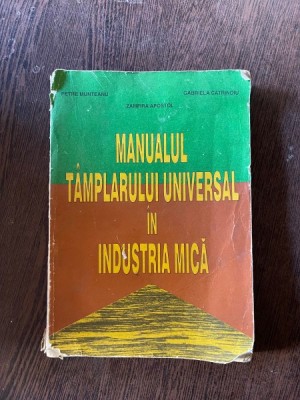 PETRE MUNTEANU GABRIELA CATRINOIU
ZAMFIRA APOSTOL
MANUALUL
TÂMPLARULUI UNIVERSAL
ÎN
INDUSTRIA MICĂ